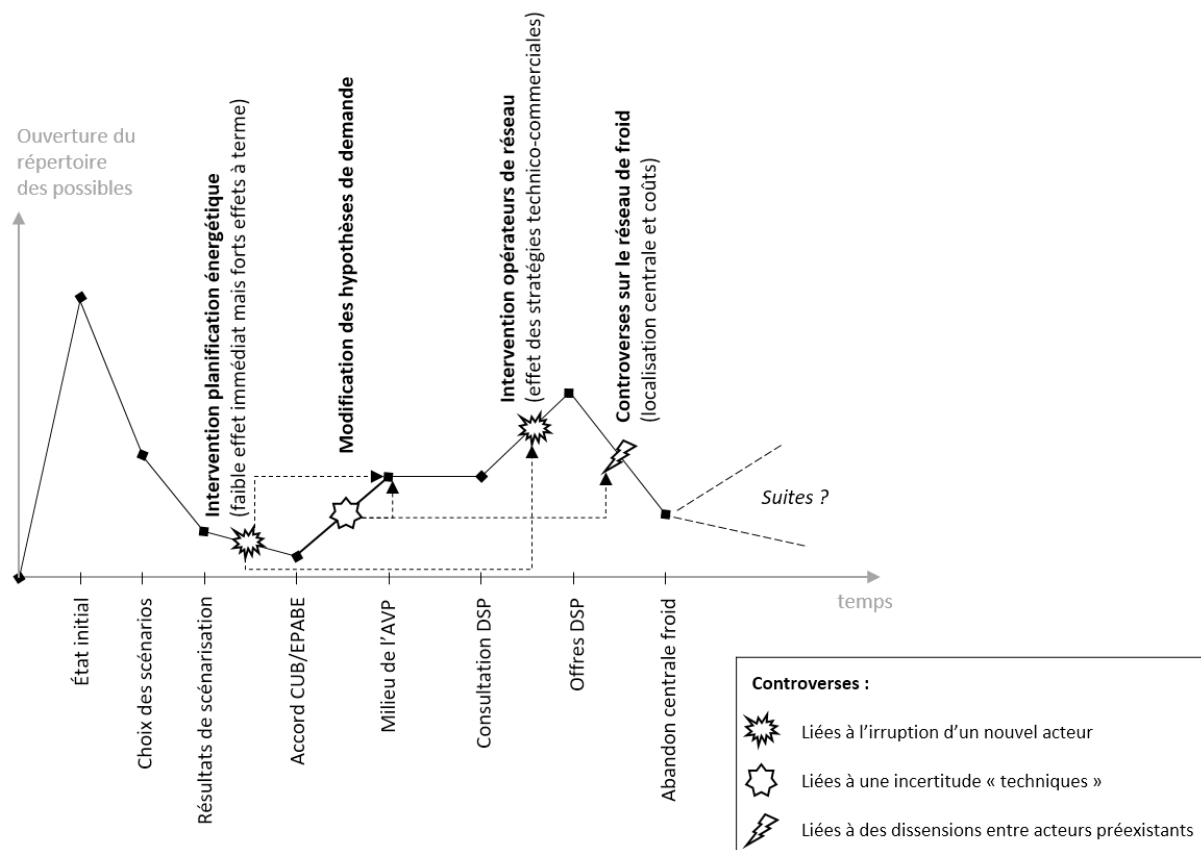 Ouverture du
répertoire
des possibles
Intervention planification énergétique
(faible effet immédiat mais forts effets à terme)
Modification des hypothèses de demande
Intervention opérateurs de réseau
(effet des stratégies technico-commerciales)
Controverses sur le réseau de froid
(localisation centrale et coûts)
Suites ?
temps
État initial
Choix des scénarios
Résultats de scénarisation
Accord CUB/EPABE
Milieu de l’AVP
Consultation DSP
Offres DSP
Abandon centrale froid
Controverses :
Liées à l’irruption d’un nouvel acteur
Liées à une incertitude « techniques »
Liées à des dissensions entre acteurs préexistants